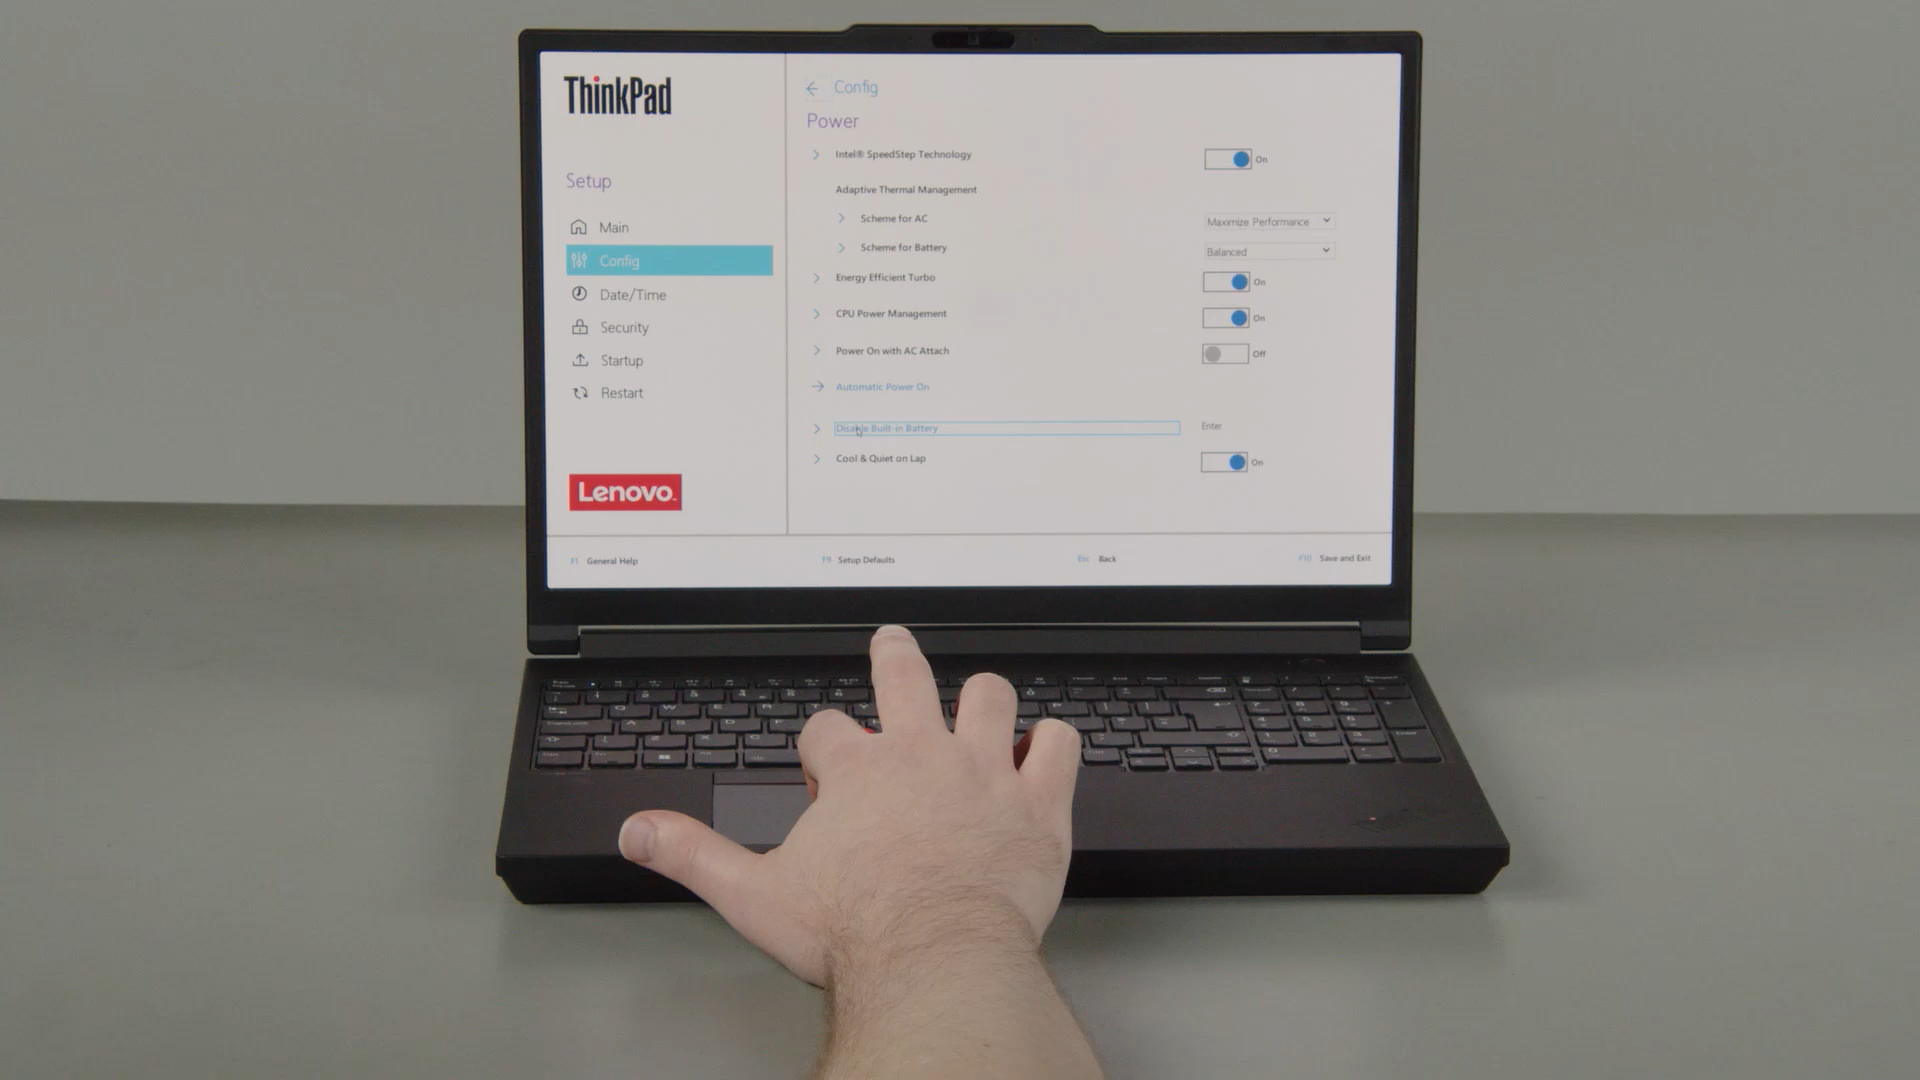 ThinkPad
Setup
Main
Config
Date/Time
Security
Startup
Restart
Lenovo
Config
Power
Intel® SpeedStep Technology On
Adaptive Thermal Management
Scheme for AC Maximize Performance
Scheme for Battery Balanced
Energy Efficient Turbo On
CPU Power Management On
Power On with AC Attach Off
Automatic Power On
Disable Built-in Battery Enter
Cool & Quiet on Lap On
F1 General Help F9 Setup Defaults Esc Back F10 Save and Exit
Q W E R T Y
A S D F